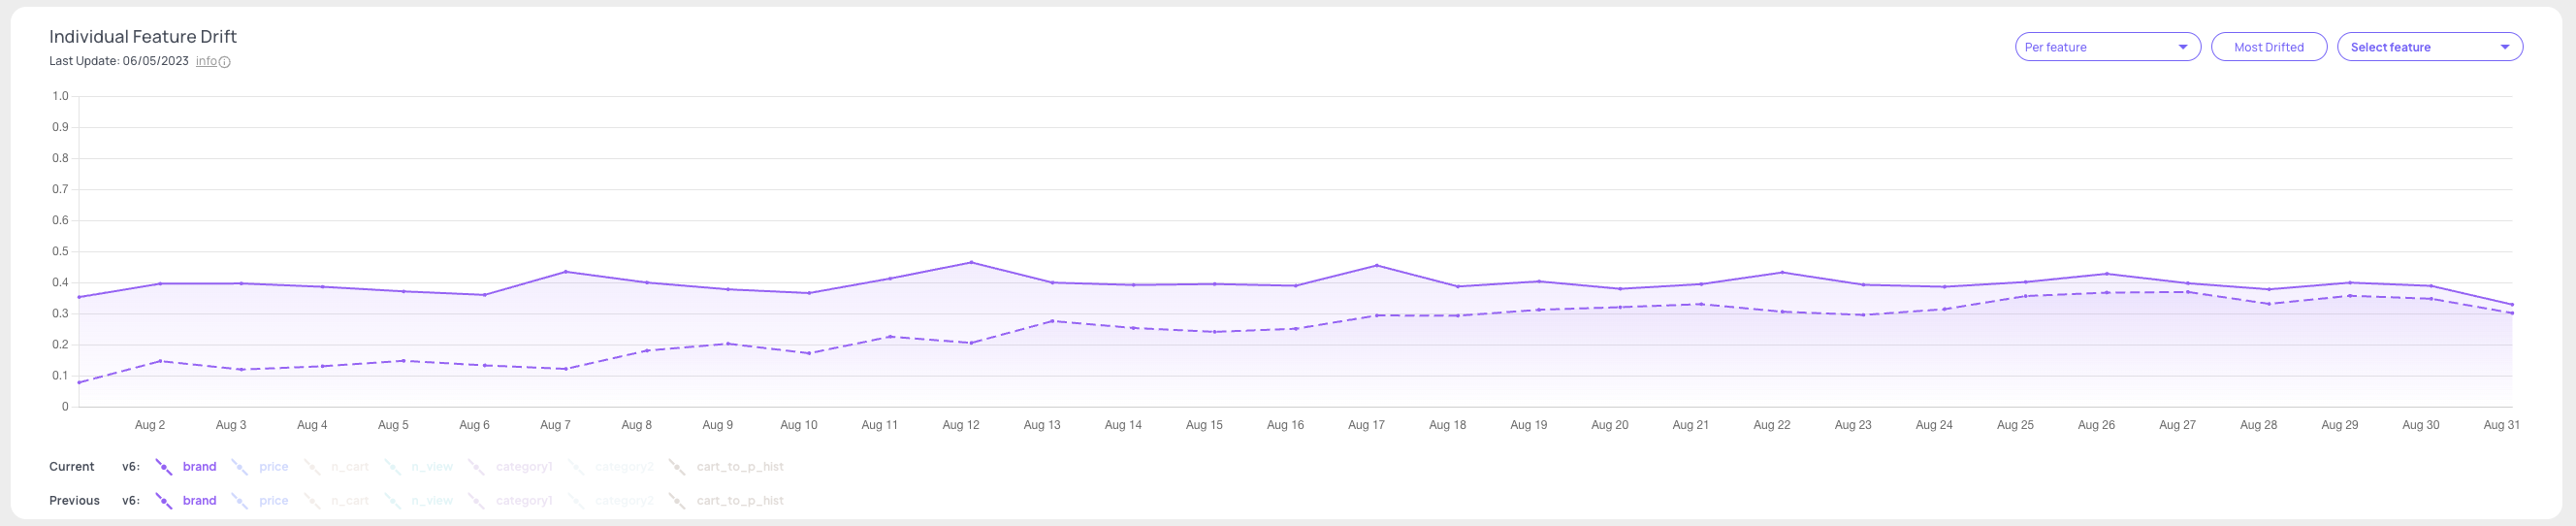 Individual Feature Drift
Last Update: 06/05/2023 info
Per feature
Most Drifted
Select feature
1.0
0.9
0.8
0.7
0.6
0.5
0.4
0.3
0.2
0.1
0
Aug 2 Aug 3 Aug 4 Aug 5 Aug 6 Aug 7 Aug 8 Aug 9 Aug 10 Aug 11 Aug 12 Aug 13 Aug 14 Aug 15 Aug 16 Aug 17 Aug 18 Aug 19 Aug 20 Aug 21 Aug 22 Aug 23 Aug 24 Aug 25 Aug 26 Aug 27 Aug 28 Aug 29 Aug 30 Aug 31
Current v6: brand price n_cart n_view category1 category2 cart_to_p_hist
Previous v6: brand price n_cart n_view category1 category2 cart_to_p_hist